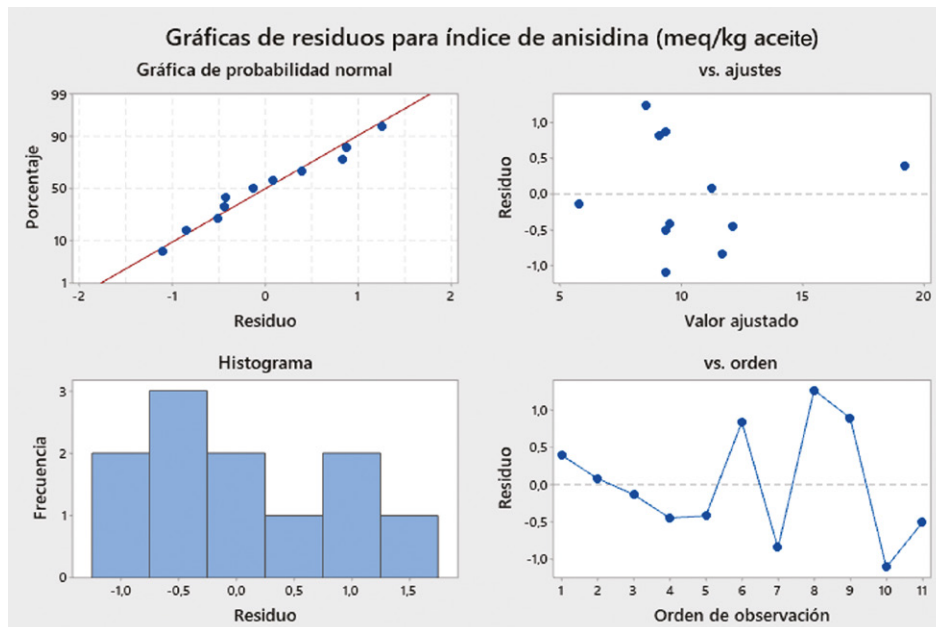 Gráficas de residuos para índice de anisidina (meq/kg aceite)
Gráfica de probabilidad normal
99
90
50
10
1
Porcentaje
-2 -1 0 1 2
Residuo
vs. ajustes
1,0
0,5
0,0
-0,5
-1,0
Residuo
5 10 15 20
Valor ajustado
Histograma
3
2
1
0
Frecuencia
-1,0 -0,5 0,0 0,5 1,0 1,5
Residuo
vs. orden
1,0
0,5
0,0
-0,5
-1,0
Residuo
1 2 3 4 5 6 7 8 9 10 11
Orden de observación